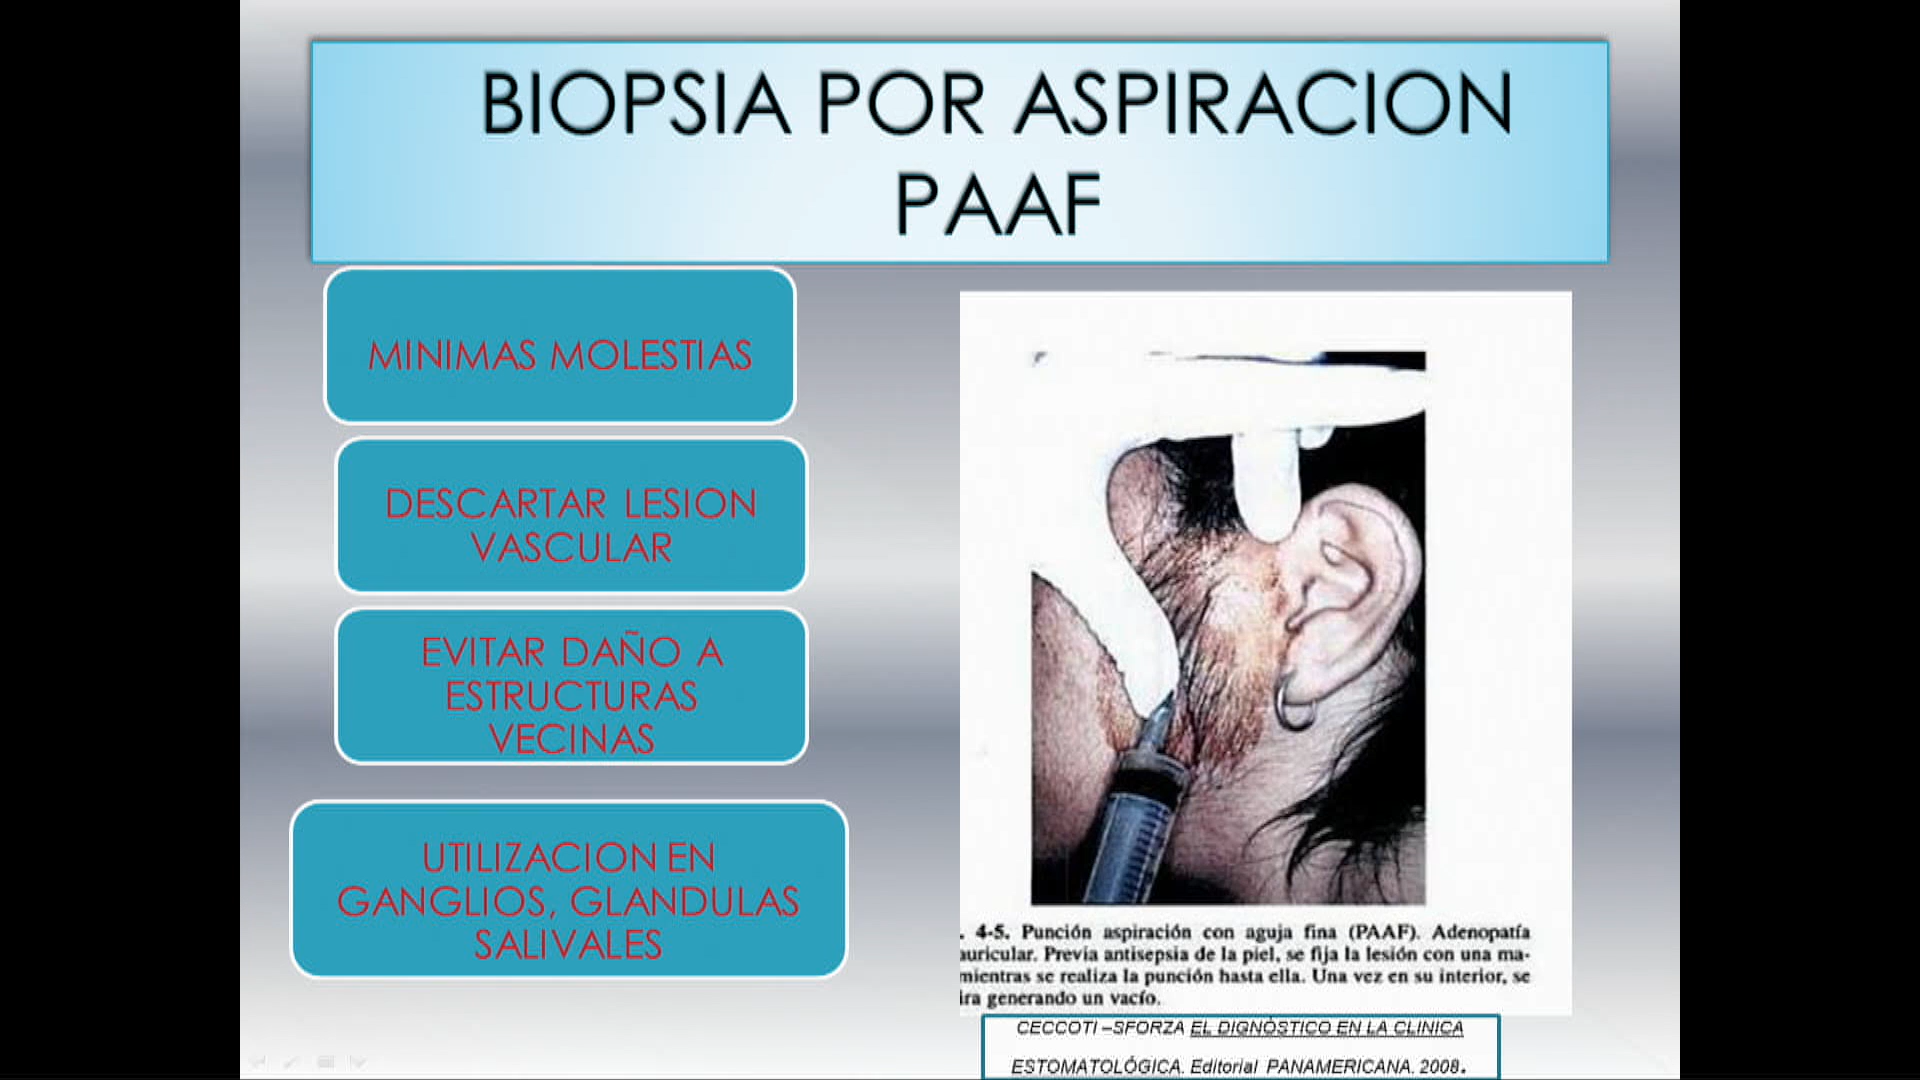 BIOPSIA POR ASPIRACION
PAAF
MINIMAS MOLESTIAS
DESCARTAR LESION
VASCULAR
EVITAR DAÑO A
ESTRUCTURAS
VECINAS
UTILIZACION EN
GANGLIOS, GLANDULAS
SALIVALES
. 4-5. Punción aspiración con aguja fina (PAAF). Adenopatía
auricular. Previa antisepsia de la piel, se fija la lesión con una ma-
mientras se realiza la punción hasta ella. Una vez en su interior, se
ira generando un vacío.
CECCOTI –SFORZA EL DIGNÒSTICO EN LA CLINICA
ESTOMATOLÓGICA. Editorial PANAMERICANA. 2008.